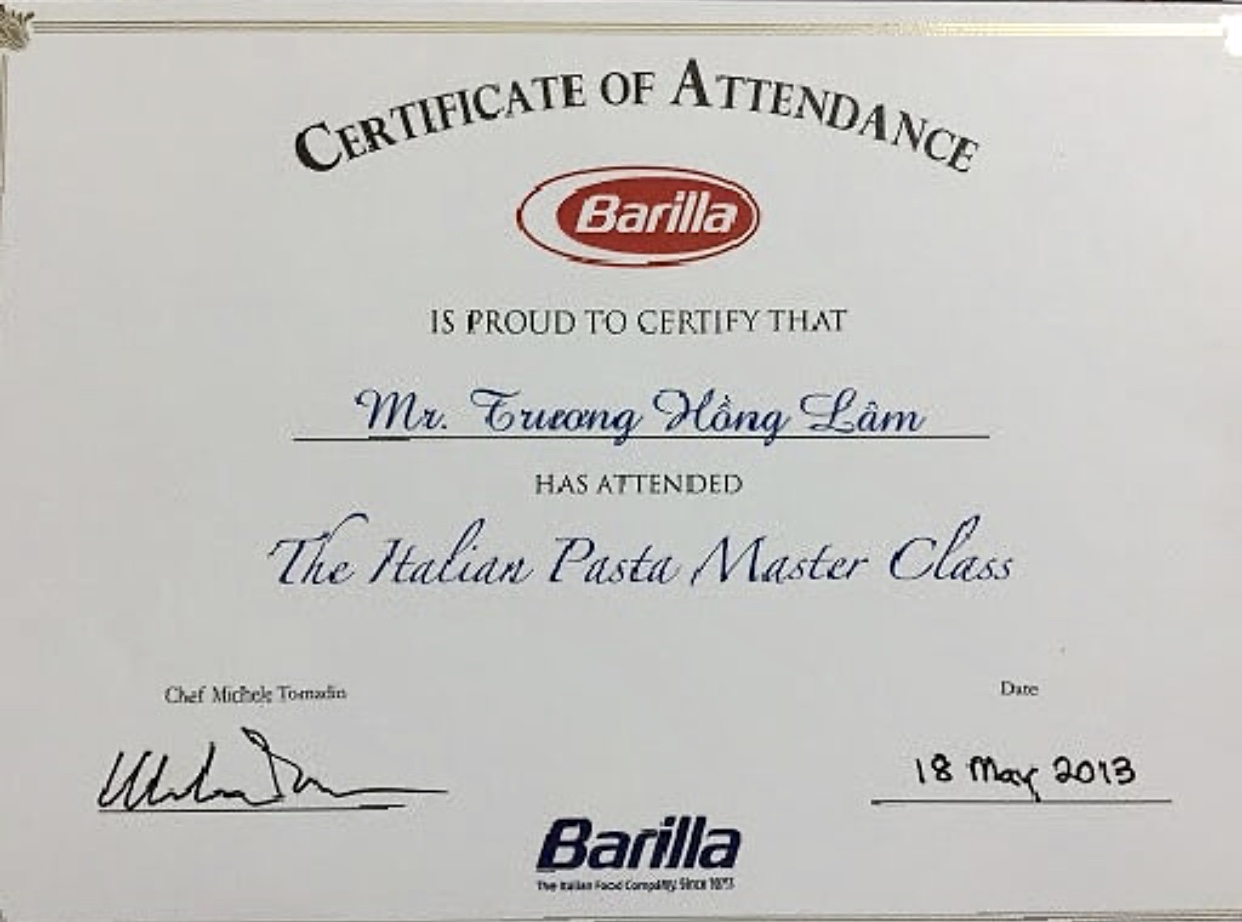 CERTIFICATE OF ATTENDANCE
Barilla
IS PROUD TO CERTIFY THAT
Mr. Trương Hồng Lâm
HAS ATTENDED
The Italian Pasta Master Class
Chef Michele Tomadin
Date
18 May 2013
Barilla
The Italian Food Company. Since 1877